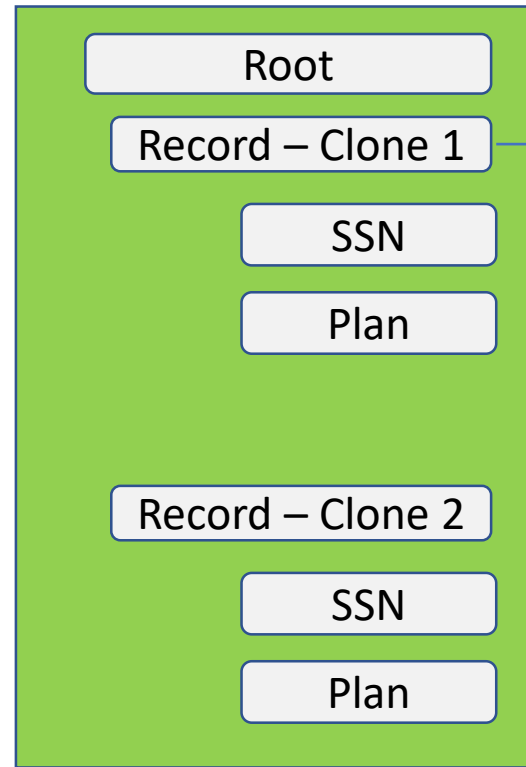 Root
Record – Clone 1
SSN
Plan
Record – Clone 2
SSN
Plan